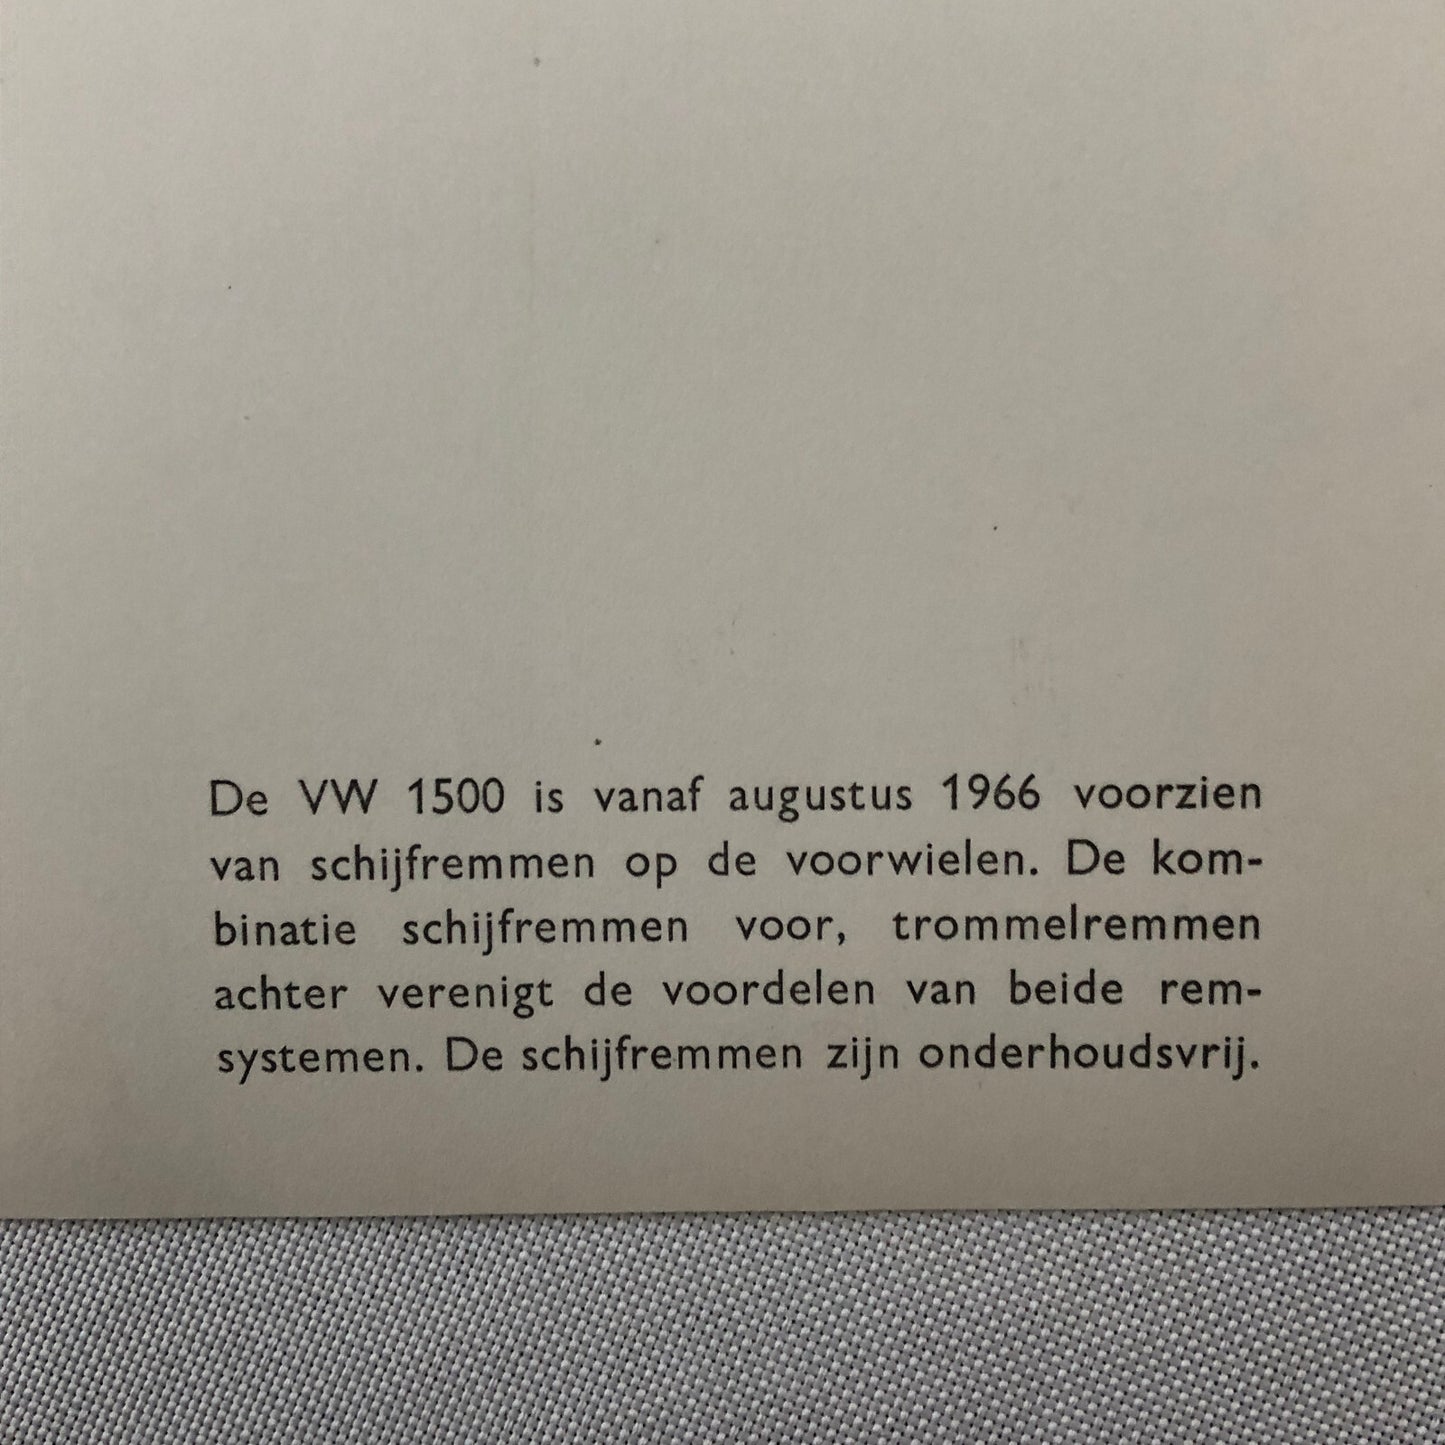 De VW 1500 is vanaf augustus 1966 voorzien
van schijfremmen op de voorwielen. De kom-
binatie schijfremmen voor, trommelremmen
achter verenigt de voordelen van beide rem-
systemen. De schijfremmen zijn onderhoudsvrij.